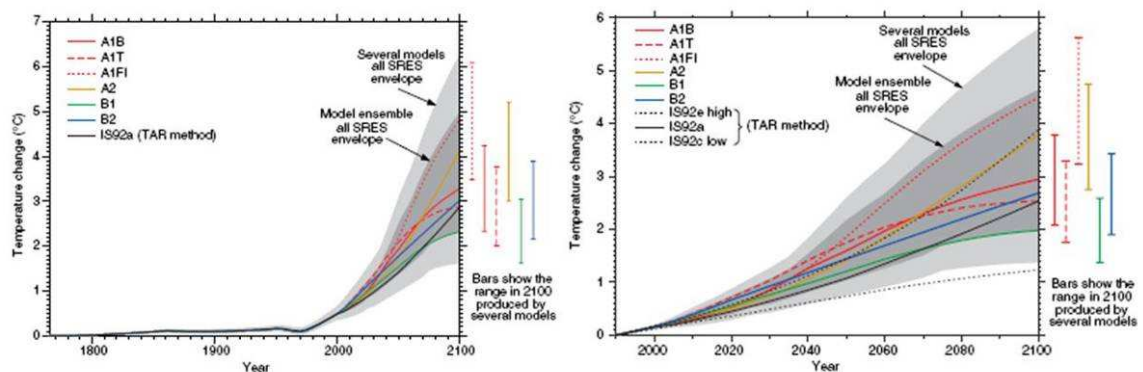 7
6
5
4
3
2
1
0
Temperature change (°C)
A1B
A1T
A1FI
A2
B1
B2
IS92a (TAR method)
Several models
all SRES
envelope
Model ensemble
all SRES
envelope
1800
1900
2000
2100
Year
Bars show the
range in 2100
produced by
several models
6
5
4
3
2
1
0
Temperature change (°C)
A1B
A1T
A1FI
A2
B1
B2
IS92e high
IS92a (TAR method)
IS92c low
Several models
all SRES
envelope
Model ensemble
all SRES
envelope
2000
2020
2040
2060
2080
2100
Year
Bars show the
range in 2100
produced by
several models